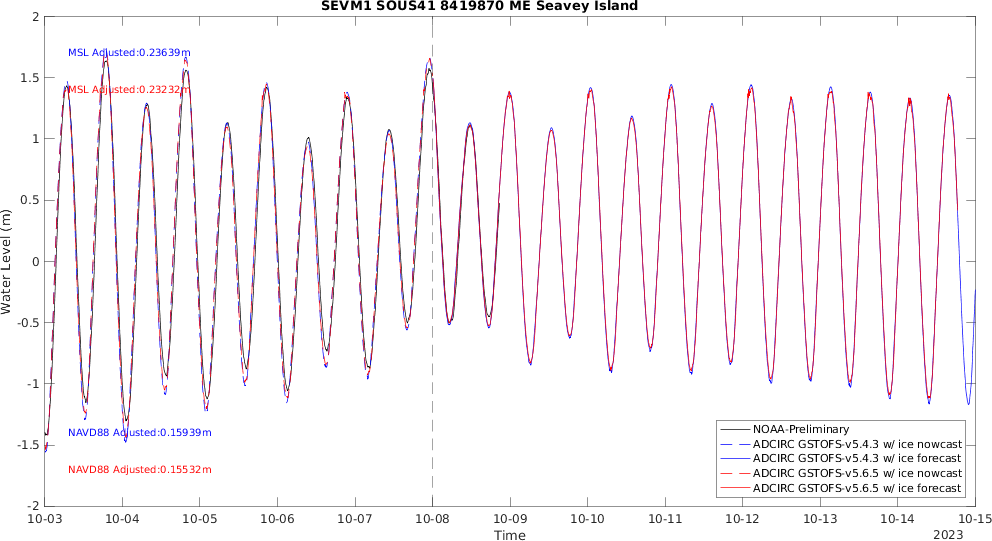 SEVM1 SOUS41 8419870 ME Seavey Island
2
1.5
1
0.5
0
-0.5
-1
-1.5
-2
Water Level (m)
MSL Adjusted:0.23639m
MSL Adjusted:0.23232m
NAVD88 Adjusted:0.15939m
NAVD88 Adjusted:0.15532m
NOAA-Preliminary
ADCIRC GSTOFS-v5.4.3 w/ ice nowcast
ADCIRC GSTOFS-v5.4.3 w/ ice forecast
ADCIRC GSTOFS-v5.6.5 w/ ice nowcast
ADCIRC GSTOFS-v5.6.5 w/ ice forecast
10-03 10-04 10-05 10-06 10-07 10-08 10-09 10-10 10-11 10-12 10-13 10-14 10-15
Time
2023